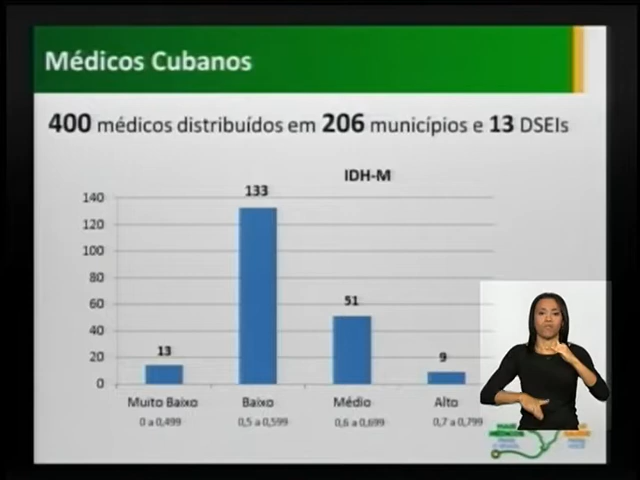 Médicos Cubanos
400 médicos distribuídos em 206 municípios e 13 DSEIs
IDH-M
140
120
100
80
60
40
20
0
13
133
51
9
Muito Baixo Baixo Médio Alto
0 a 0,499 0,5 a 0,599 0,6 a 0,699 0,7 a 0,799
MAIS
MÉDICOS